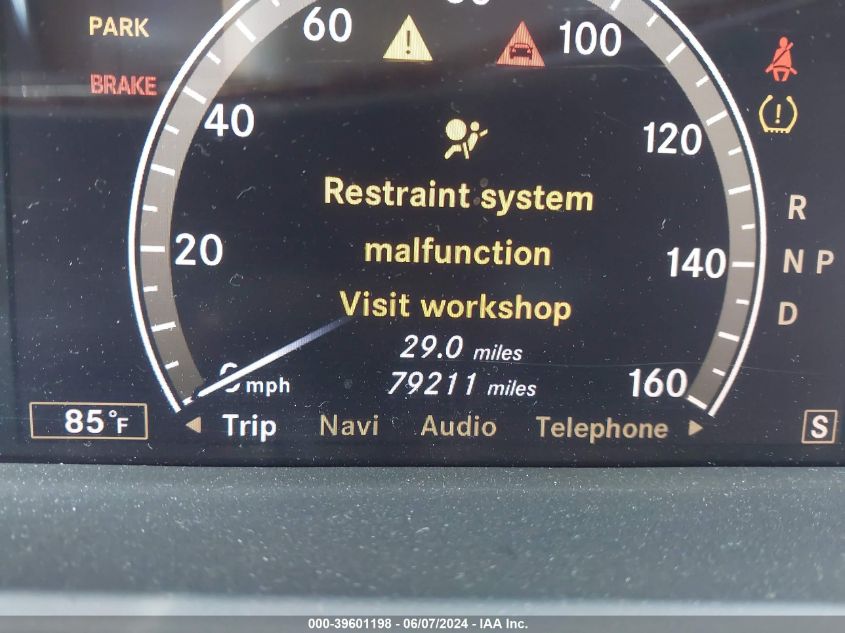 PARK
60
100
BRAKE
40
120
Restraint system
20
malfunction
140
R
N P
D
Visit workshop
29.0 miles
mph
79211 miles
160
85°F
Trip
Navi
Audio
Telephone
S
000-39601198 - 06/07/2024 - IAA Inc.